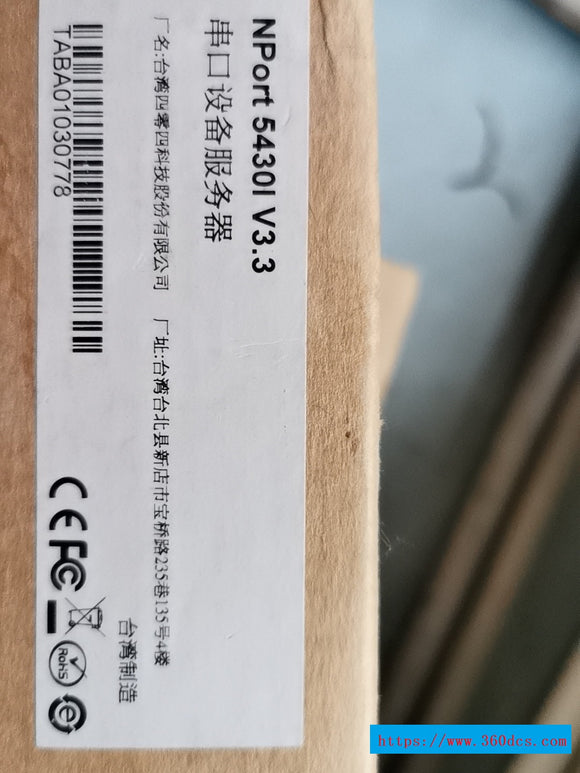 NPort 5430I V3.3
串口设备服务器
厂名:台湾四零四科技股份有限公司 厂址:台湾台北县新店市宝桥路235巷135号4楼
TABA01030778
CE FC
RoHS
e
台湾制造
https://www.360dcs.com